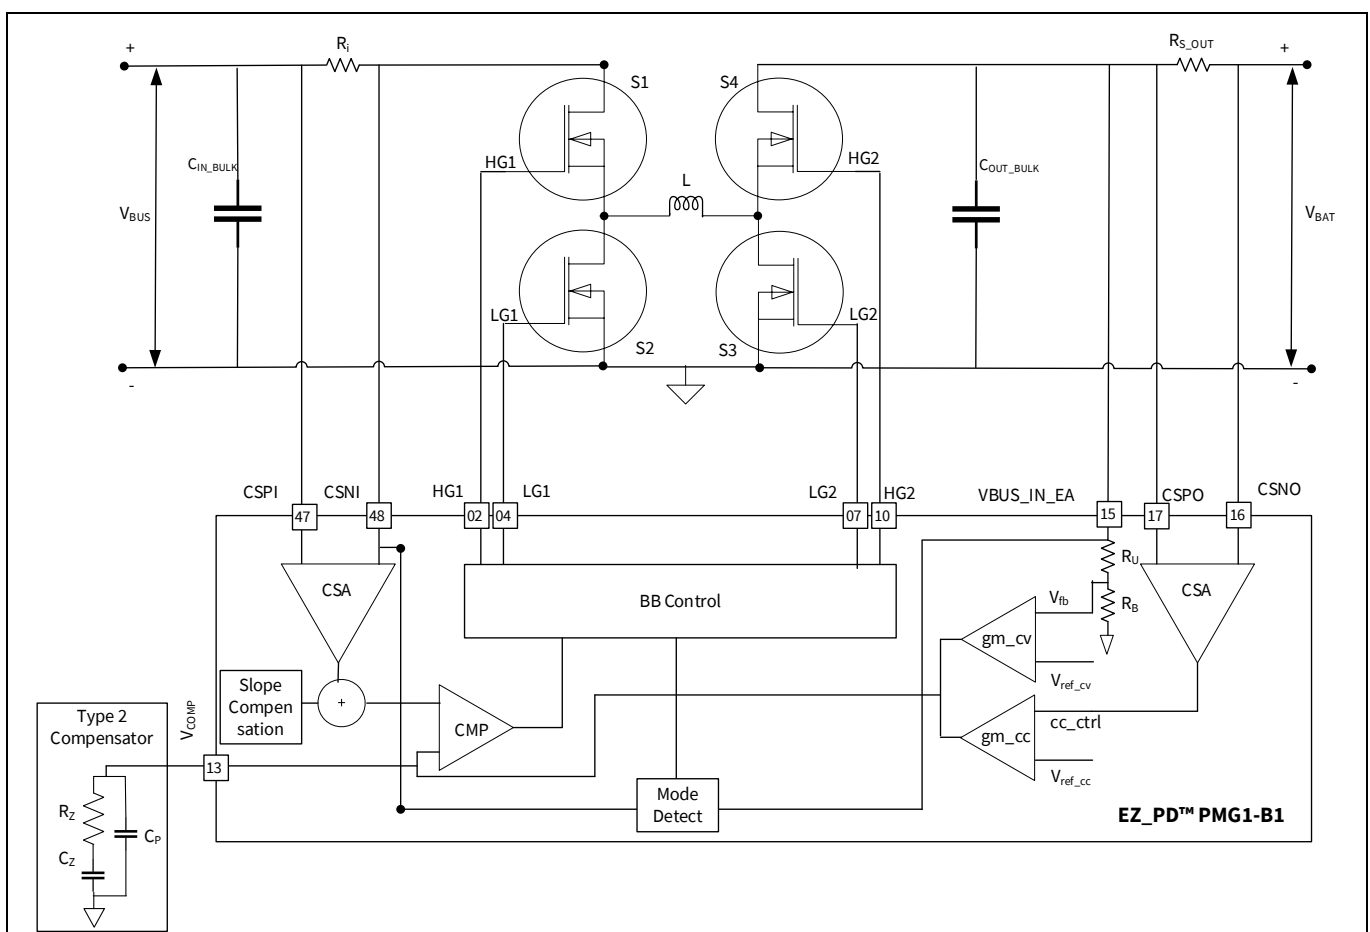 +
Ri
RS_OUT
+
S1
S4
CIN_BULK
HG1
L
HG2
COUT_BULK
VBUS
VBAT
LG1
LG2
S2
S3
-
-
CSPI
CSNI
HG1
LG1
LG2
HG2
VBUS_IN_EA
CSPO
CSNO
47
48
02
04
07
10
15
17
16
CSA
BB Control
RU
RB
Vfb
CSA
gm_cv
Vref_cv
Slope
Compen
sation
+
CMP
cc_ctrl
gm_cc
Vref_cc
Type 2
Compensator
VCOMP
13
Mode
Detect
EZ_PD™ PMG1-B1
RZ
CP
CZ